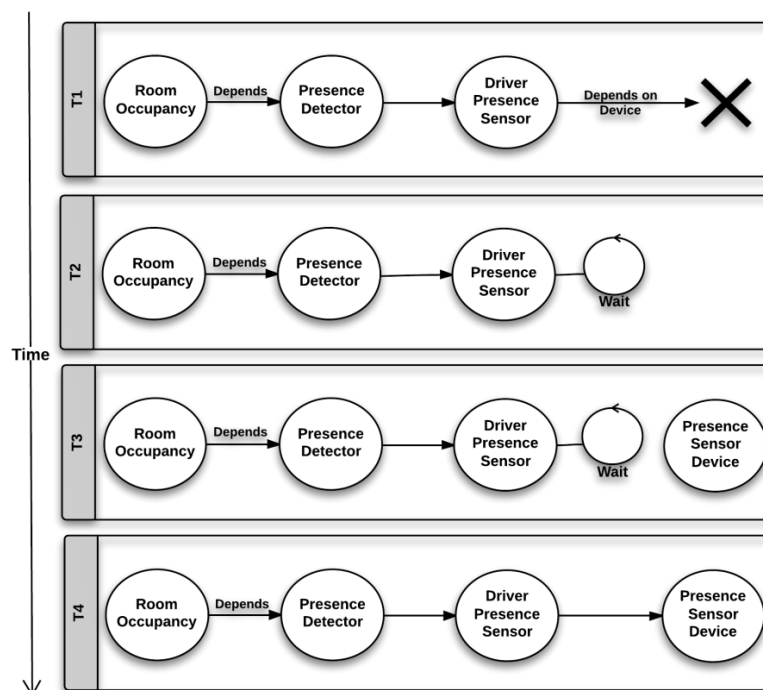 T1
Room
Occupancy
Depends
Presence
Detector
Driver
Presence
Sensor
Depends on
Device
T2
Room
Occupancy
Depends
Presence
Detector
Driver
Presence
Sensor
Wait
Time
T3
Room
Occupancy
Depends
Presence
Detector
Driver
Presence
Sensor
Wait
Presence
Sensor
Device
T4
Room
Occupancy
Depends
Presence
Detector
Driver
Presence
Sensor
Presence
Sensor
Device